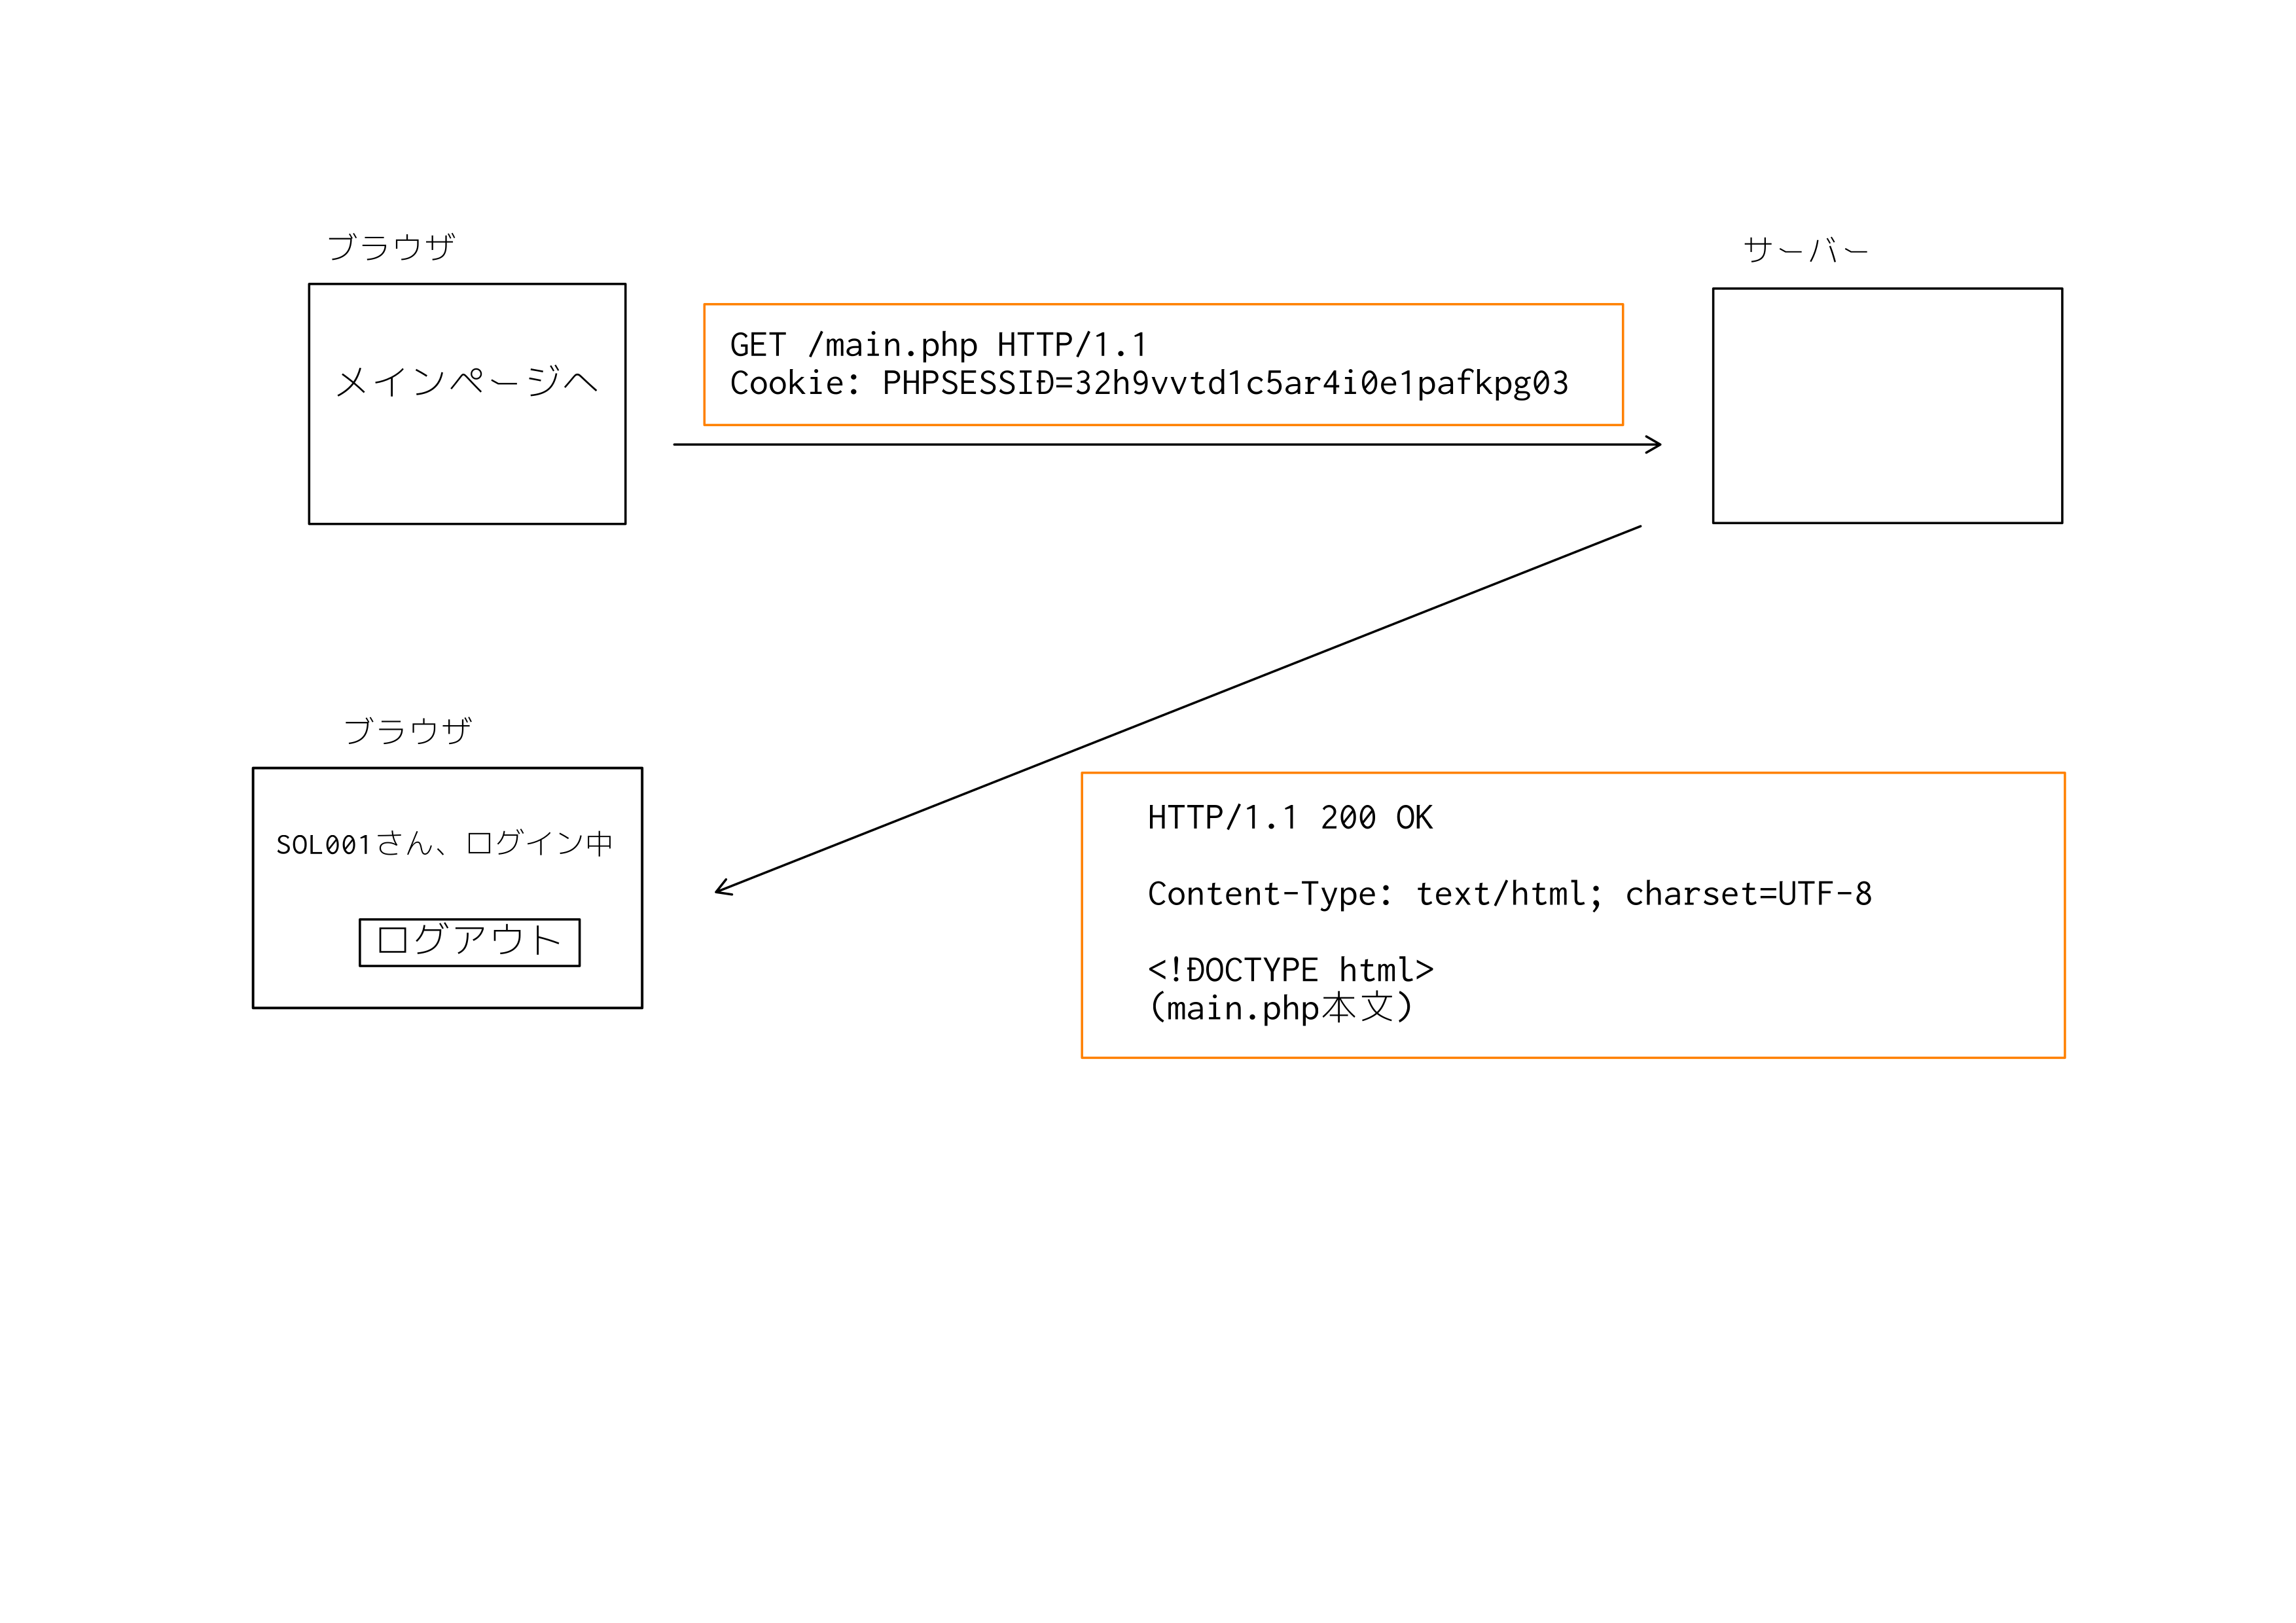 ブラウザ
サーバー
メインページへ
GET /main.php HTTP/1.1
Cookie: PHPSESSID=32h9vvtd1c5ar4i0e1pafkpg03
ブラウザ
SOL001さん、ログイン中
ログアウト
HTTP/1.1 200 OK
Content-Type: text/html; charset=UTF-8
<!DOCTYPE html>
(main.php本文)